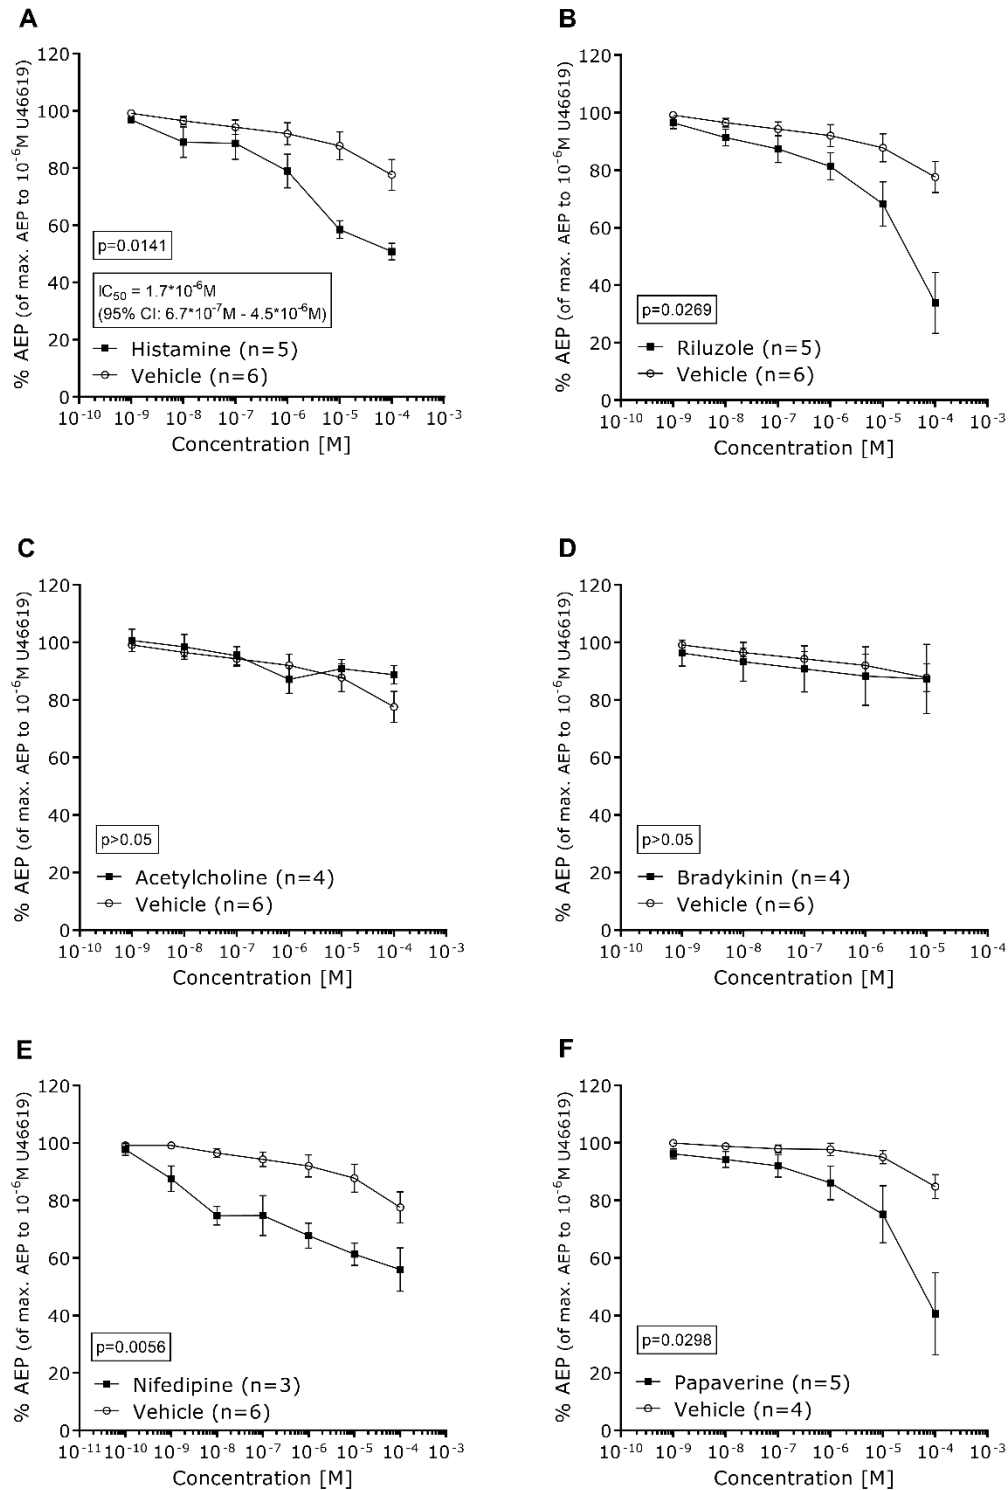 A
% AEP (of max. AEP to 10⁻⁶M U46619)
120
100
80
60
40
20
0
p=0.0141
IC₅₀ = 1.7*10⁻⁶M
(95% CI: 6.7*10⁻⁷M - 4.5*10⁻⁶M)
Histamine (n=5)
Vehicle (n=6)
10⁻¹⁰ 10⁻⁹ 10⁻⁸ 10⁻⁷ 10⁻⁶ 10⁻⁵ 10⁻⁴ 10⁻³
Concentration [M]
B
% AEP (of max. AEP to 10⁻⁶M U46619)
120
100
80
60
40
20
0
p=0.0269
Riluzole (n=5)
Vehicle (n=6)
10⁻¹⁰ 10⁻⁹ 10⁻⁸ 10⁻⁷ 10⁻⁶ 10⁻⁵ 10⁻⁴ 10⁻³
Concentration [M]
C
% AEP (of max. AEP to 10⁻⁶M U46619)
120
100
80
60
40
20
0
p>0.05
Acetylcholine (n=4)
Vehicle (n=6)
10⁻¹⁰ 10⁻⁹ 10⁻⁸ 10⁻⁷ 10⁻⁶ 10⁻⁵ 10⁻⁴ 10⁻³
Concentration [M]
D
% AEP (of max. AEP to 10⁻⁶M U46619)
120
100
80
60
40
20
0
p>0.05
Bradykinin (n=4)
Vehicle (n=6)
10⁻¹⁰ 10⁻⁹ 10⁻⁸ 10⁻⁷ 10⁻⁶ 10⁻⁵ 10⁻⁴
Concentration [M]
E
% AEP (of max. AEP to 10⁻⁶M U46619)
120
100
80
60
40
20
0
p=0.0056
Nifedipine (n=3)
Vehicle (n=6)
10⁻¹¹ 10⁻¹⁰ 10⁻⁹ 10⁻⁸ 10⁻⁷ 10⁻⁶ 10⁻⁵ 10⁻⁴ 10⁻³
Concentration [M]
F
% AEP (of max. AEP to 10⁻⁶M U46619)
120
100
80
60
40
20
0
p=0.0298
Papaverine (n=5)
Vehicle (n=4)
10⁻¹⁰ 10⁻⁹ 10⁻⁸ 10⁻⁷ 10⁻⁶ 10⁻⁵ 10⁻⁴ 10⁻³
Concentration [M]